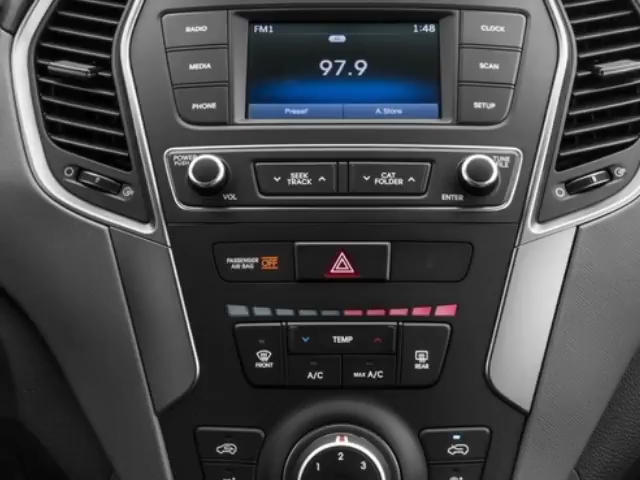 RADIO
MEDIA
PHONE
FM1 1:48
97.9
Preset A.Store
CLOCK
SCAN
SETUP
POWER
PUSH
VOL
SEEK
TRACK
CAT
FOLDER
TUNE
FILE
ENTER
PASSENGER
AIR BAG OFF
TEMP
FRONT
A/C
MAX A/C
REAR
1 2 3